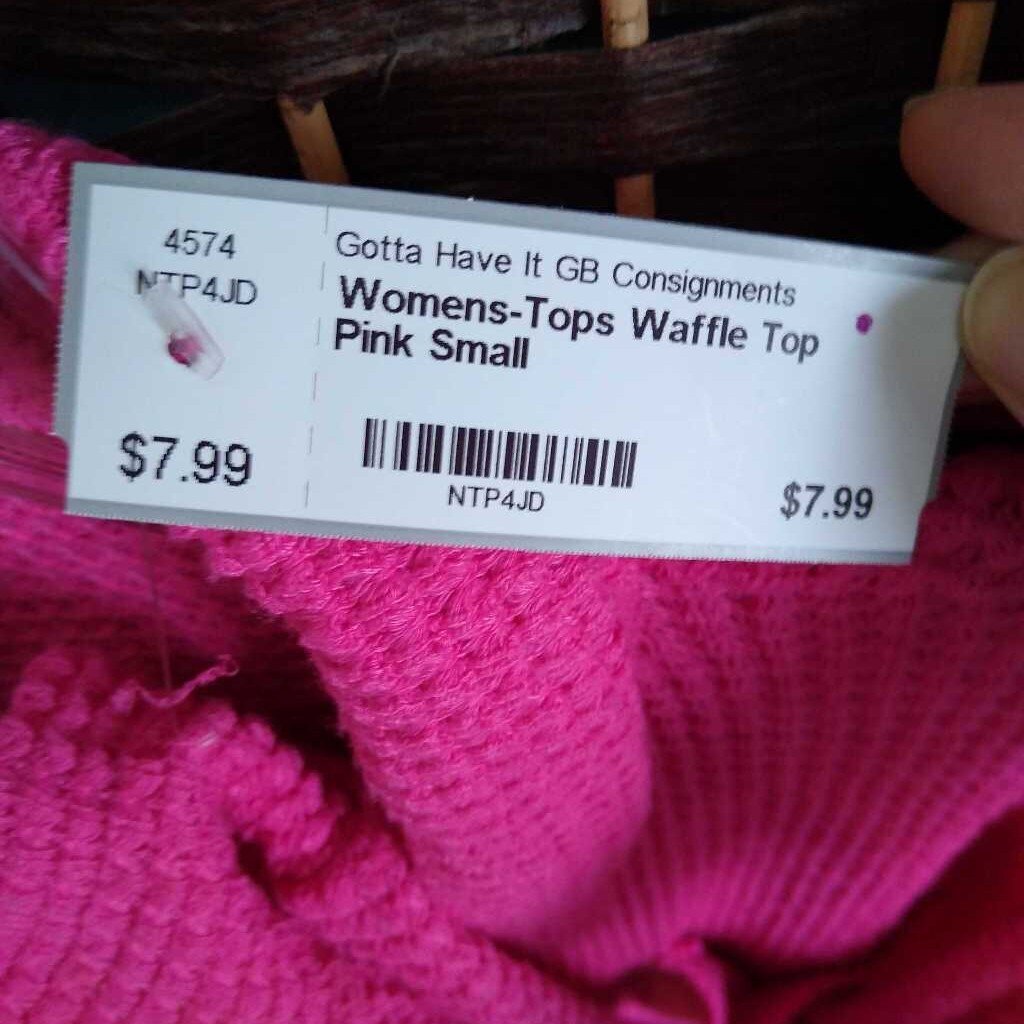 4574
NTP4JD
$7.99
Gotta Have It GB Consignments
Womens-Tops Waffle Top
Pink Small
NTP4JD
$7.99